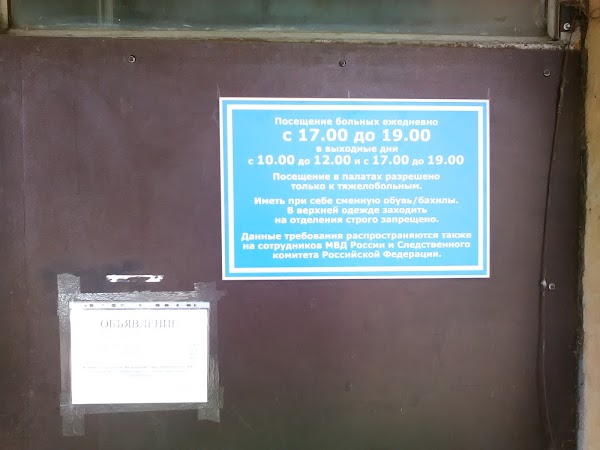 Посещение больных ежедневно
с 17.00 до 19.00
в выходные дни
с 10.00 до 12.00 и с 17.00 до 19.00
Посещение в палатах разрешено
только к тяжелобольным.
Иметь при себе сменную обувь/бахилы.
В верхней одежде заходить
на отделения строго запрещено.
Данные требования распространяются также
на сотрудников МВД России и Следственного
комитета Российской Федерации.
ОБЪЯВЛЕНИЕ